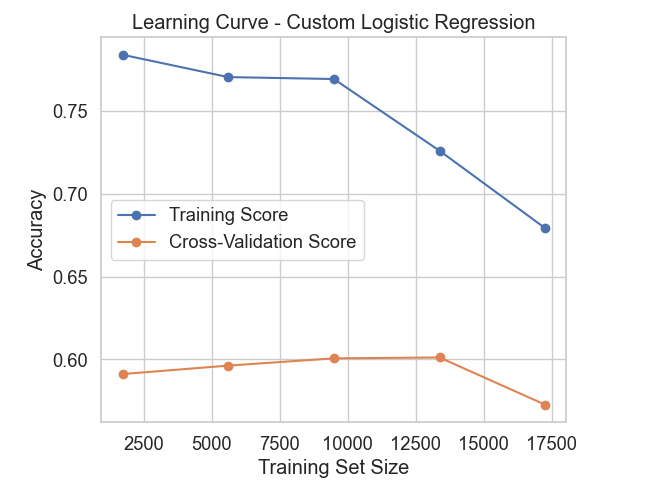 Learning Curve - Custom Logistic Regression
0.75
0.70
0.65
0.60
Accuracy
Training Score
Cross-Validation Score
2500 5000 7500 10000 12500 15000 17500
Training Set Size